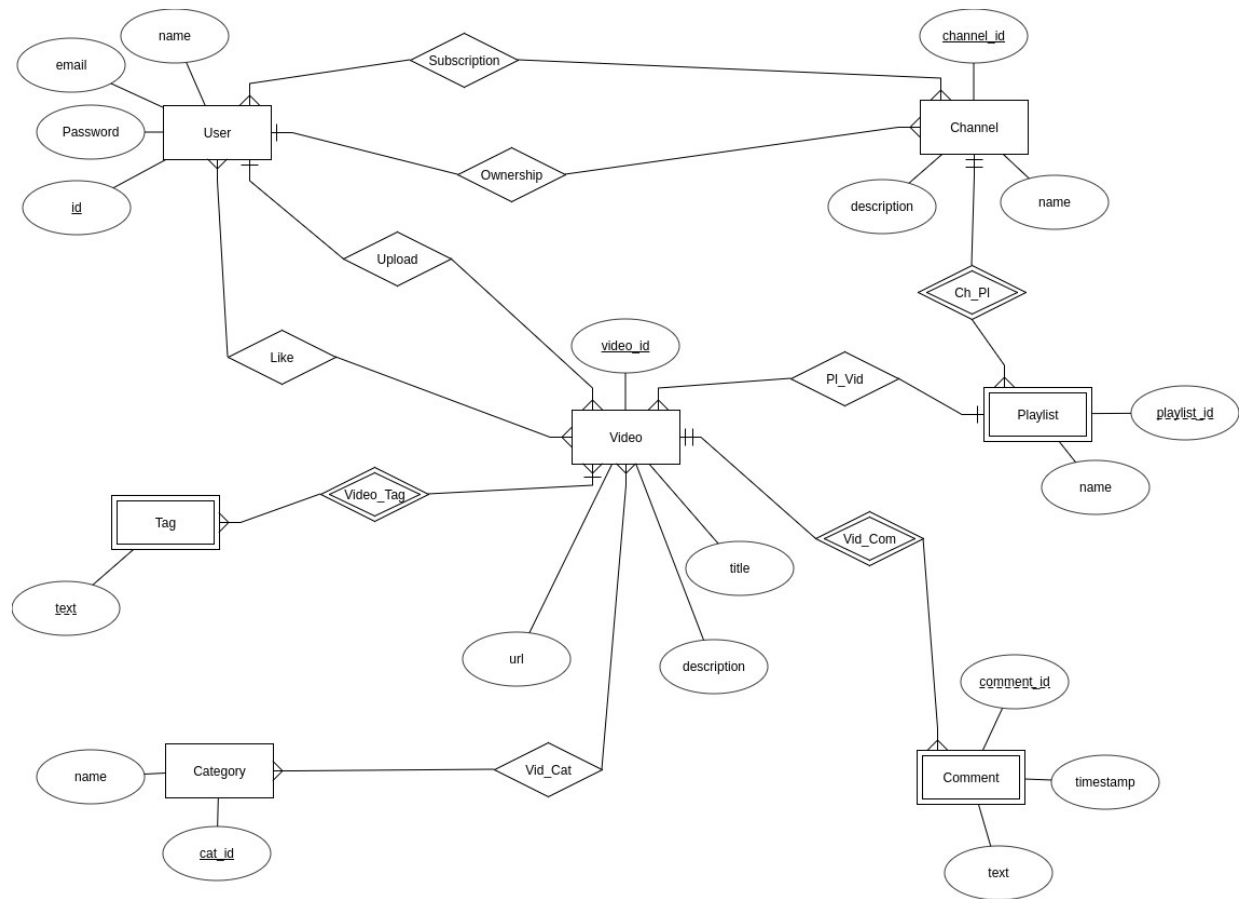 name
channel_id
Subscription
email
User
Channel
Password
Ownership
id
description
name
Upload
Ch_Pl
video_id
Like
Pl_Vid
Playlist
playlist_id
Video
name
Video_Tag
Tag
Vid_Com
title
text
url
description
comment_id
name
Category
Vid_Cat
Comment
timestamp
cat_id
text